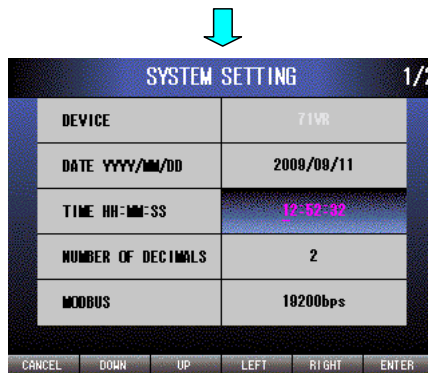 SYSTEM SETTING 1/2
DEVICE 71VR
DATE YYYY/MM/DD 2009/09/11
TIME HH:MM:SS 12:52:32
NUMBER OF DECIMALS 2
MODBUS 19200bps
CANCEL DOWN UP LEFT RIGHT ENTER